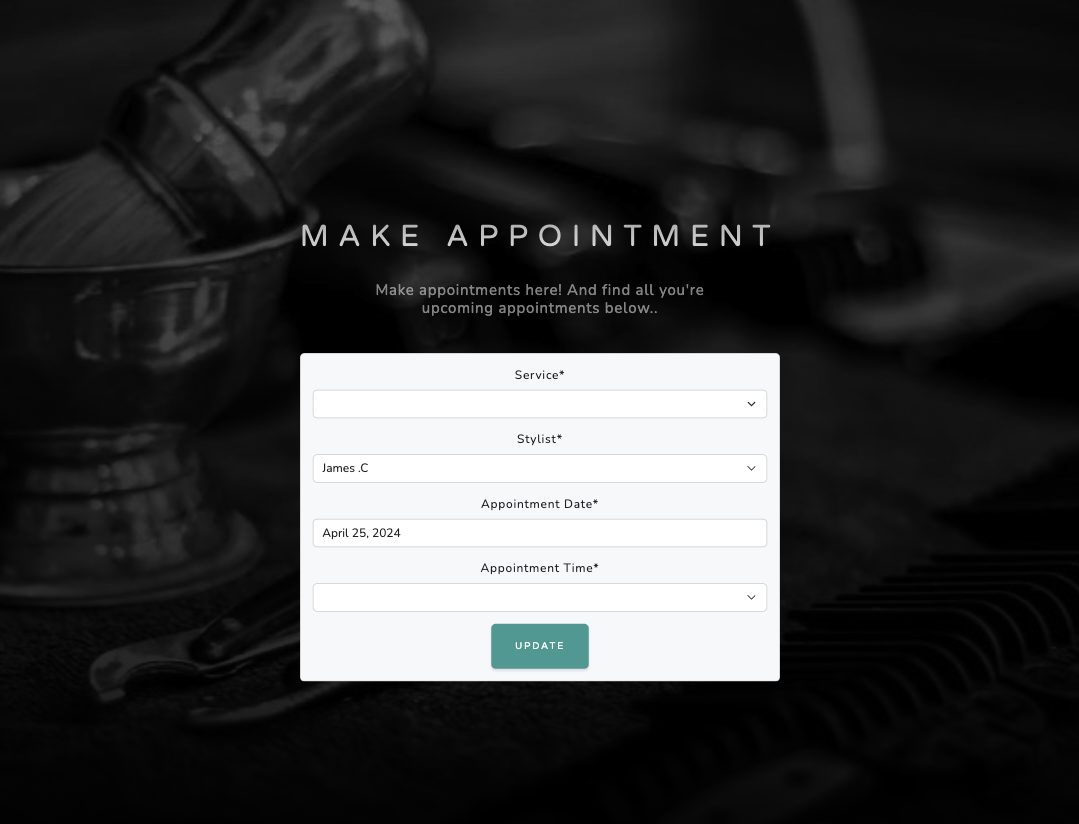 MAKE APPOINTMENT
Make appointments here! And find all you're
upcoming appointments below..
Service*
Stylist*
James .C
Appointment Date*
April 25, 2024
Appointment Time*
UPDATE